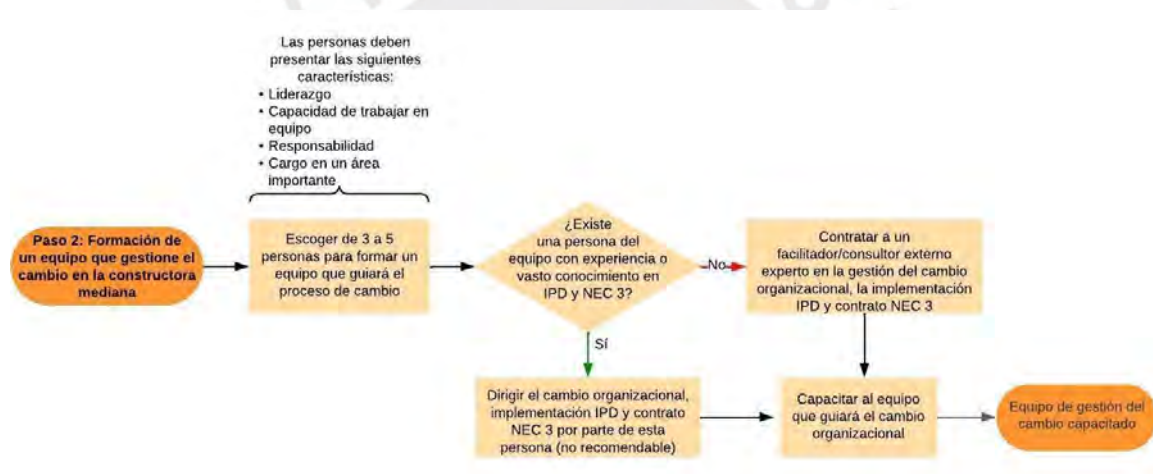 Las personas deben
presentar las siguientes
características:
• Liderazgo
• Capacidad de trabajar en
equipo
• Responsabilidad
• Cargo en un área
importante
Paso 2: Formación de
un equipo que gestione el
cambio en la constructora
mediana
Escoger de 3 a 5
personas para formar un
equipo que guiará el
proceso de cambio
¿Existe
una persona del
equipo con experiencia o
vasto conocimiento en
IPD y NEC 3?
No
Contratar a un
facilitador/consultor externo
experto en la gestión del cambio
organizacional, la implementación
IPD y contrato NEC 3
Sí
Dirigir el cambio organizacional,
implementación IPD y contrato
NEC 3 por parte de esta
persona (no recomendable)
Capacitar al equipo
que guiará el cambio
organizacional
Equipo de gestión del
cambio capacitado